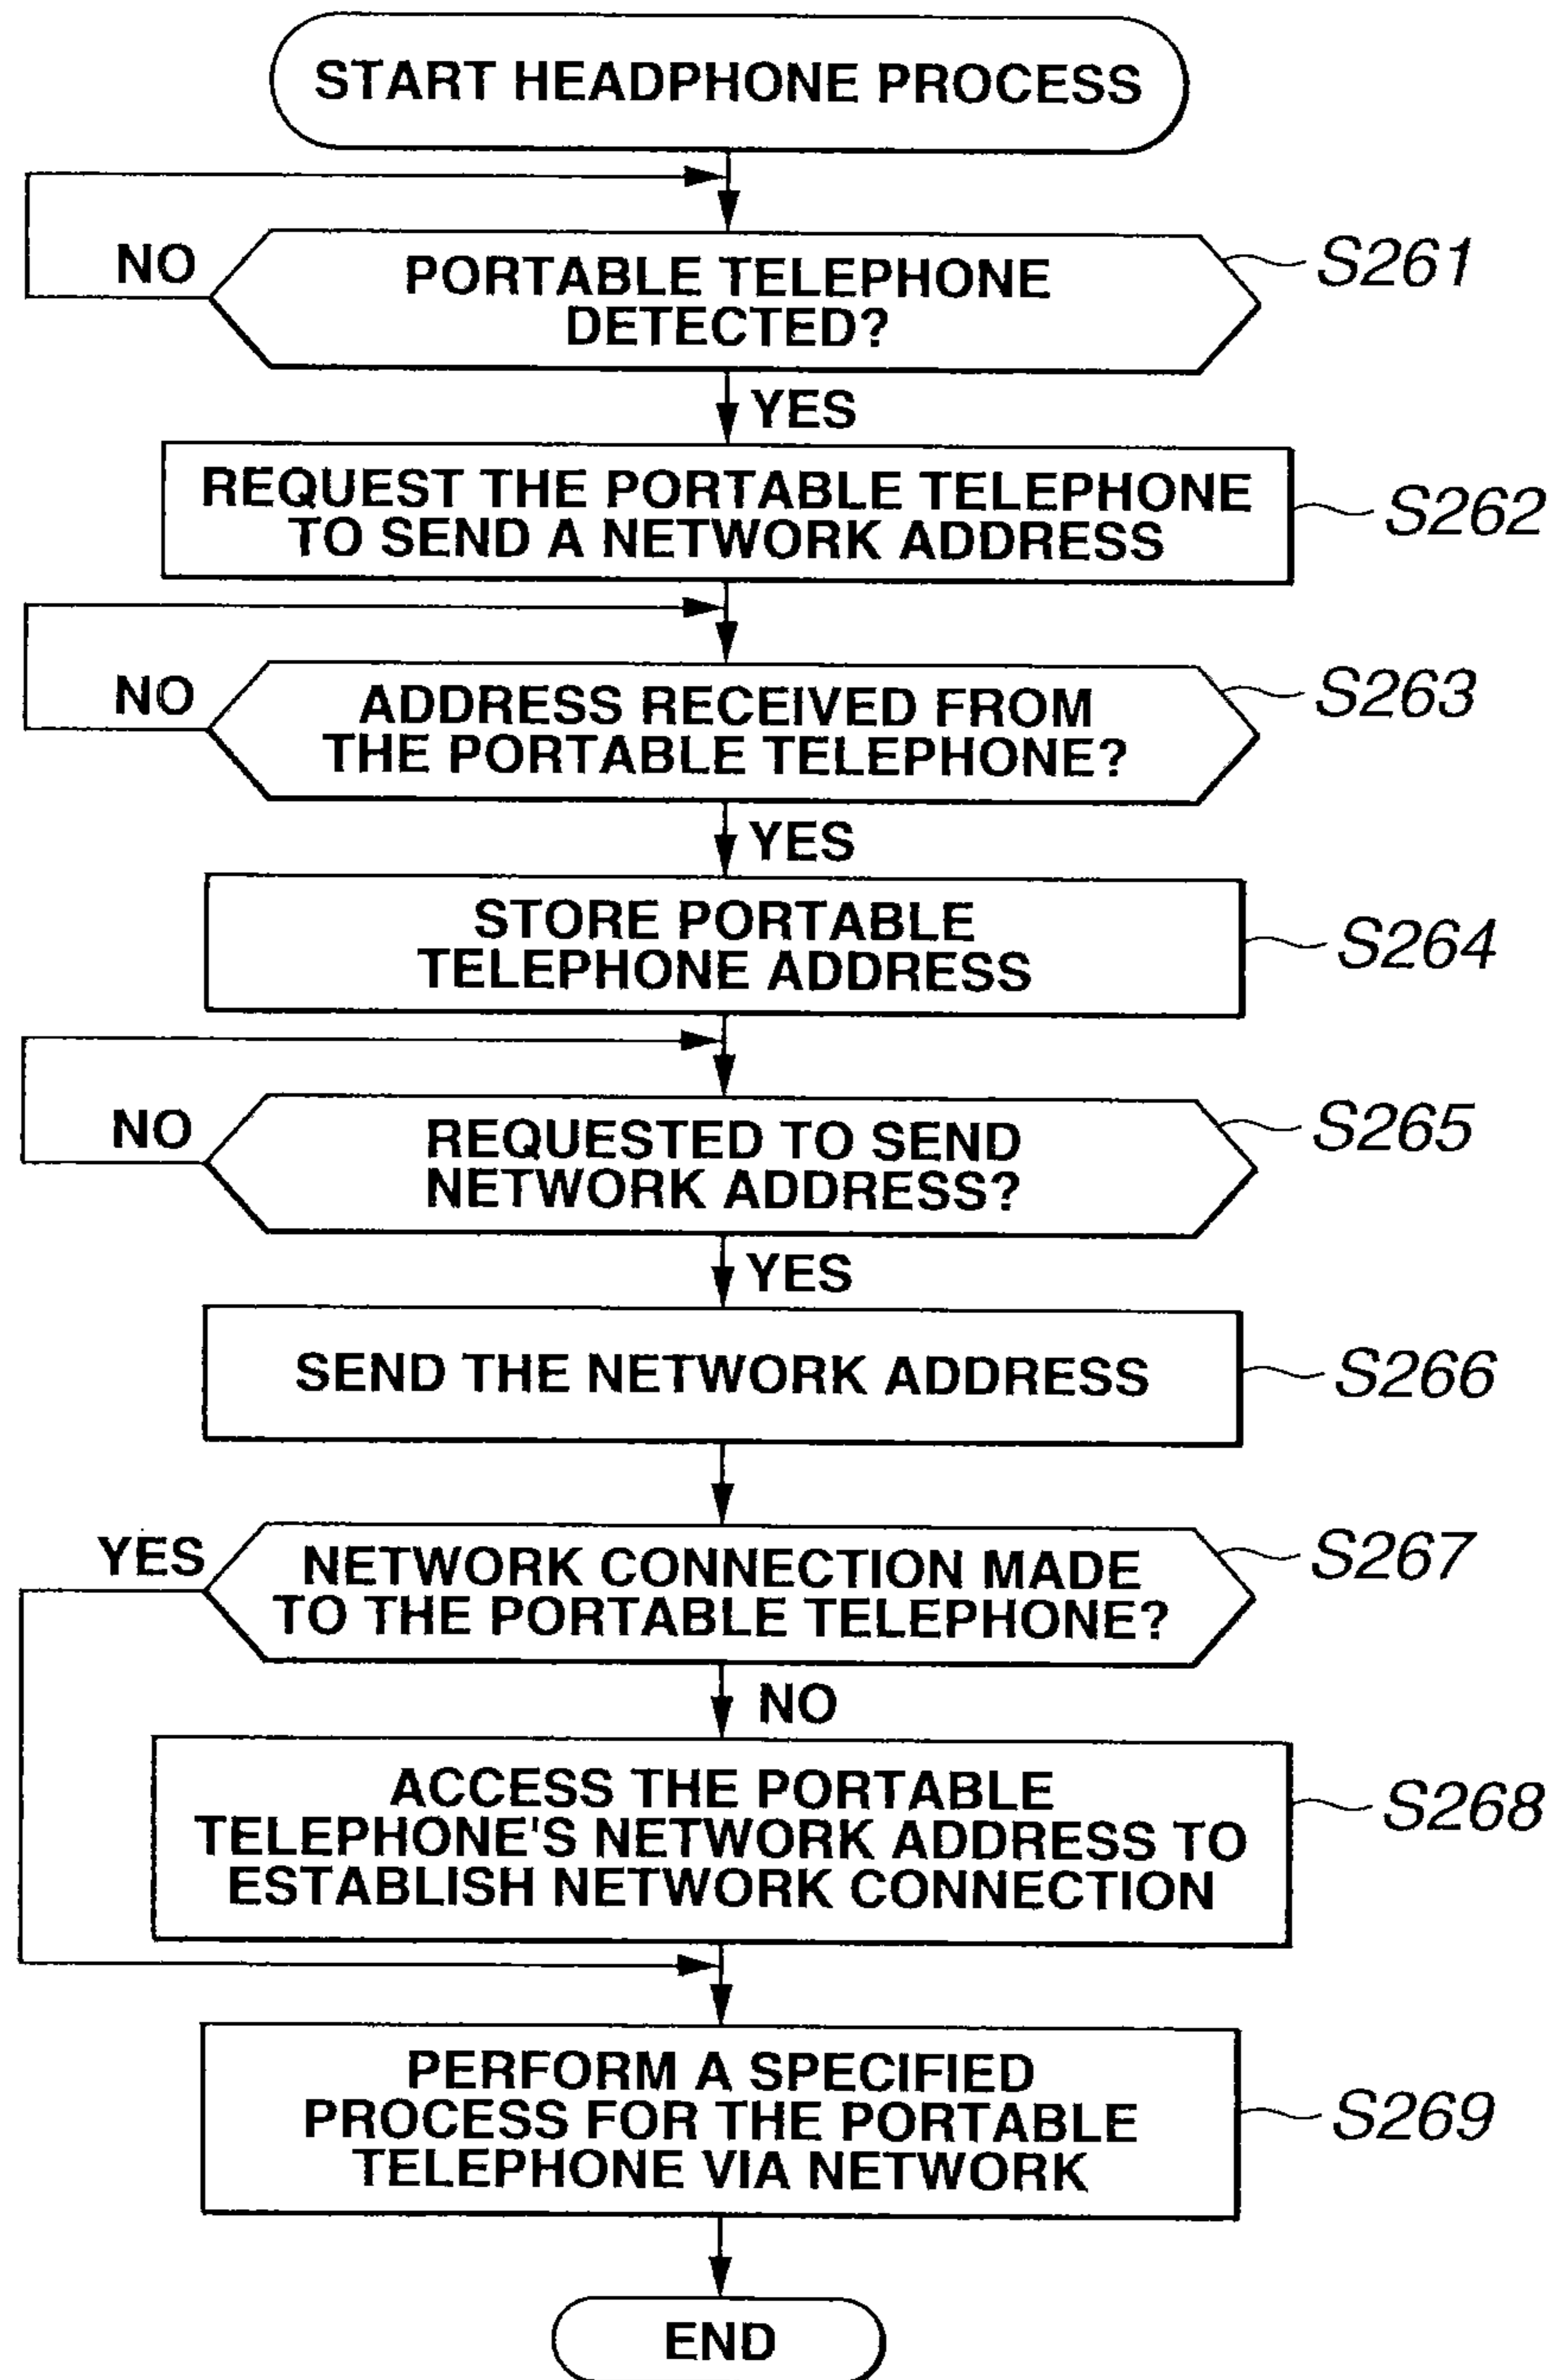 START HEADPHONE PROCESS
NO
PORTABLE TELEPHONE
DETECTED?
S261
YES
REQUEST THE PORTABLE TELEPHONE
TO SEND A NETWORK ADDRESS
S262
NO
ADDRESS RECEIVED FROM
THE PORTABLE TELEPHONE?
S263
YES
STORE PORTABLE
TELEPHONE ADDRESS
S264
NO
REQUESTED TO SEND
NETWORK ADDRESS?
S265
YES
SEND THE NETWORK ADDRESS
S266
YES
NETWORK CONNECTION MADE
TO THE PORTABLE TELEPHONE?
S267
NO
ACCESS THE PORTABLE
TELEPHONE'S NETWORK ADDRESS TO
ESTABLISH NETWORK CONNECTION
S268
PERFORM A SPECIFIED
PROCESS FOR THE PORTABLE
TELEPHONE VIA NETWORK
S269
END